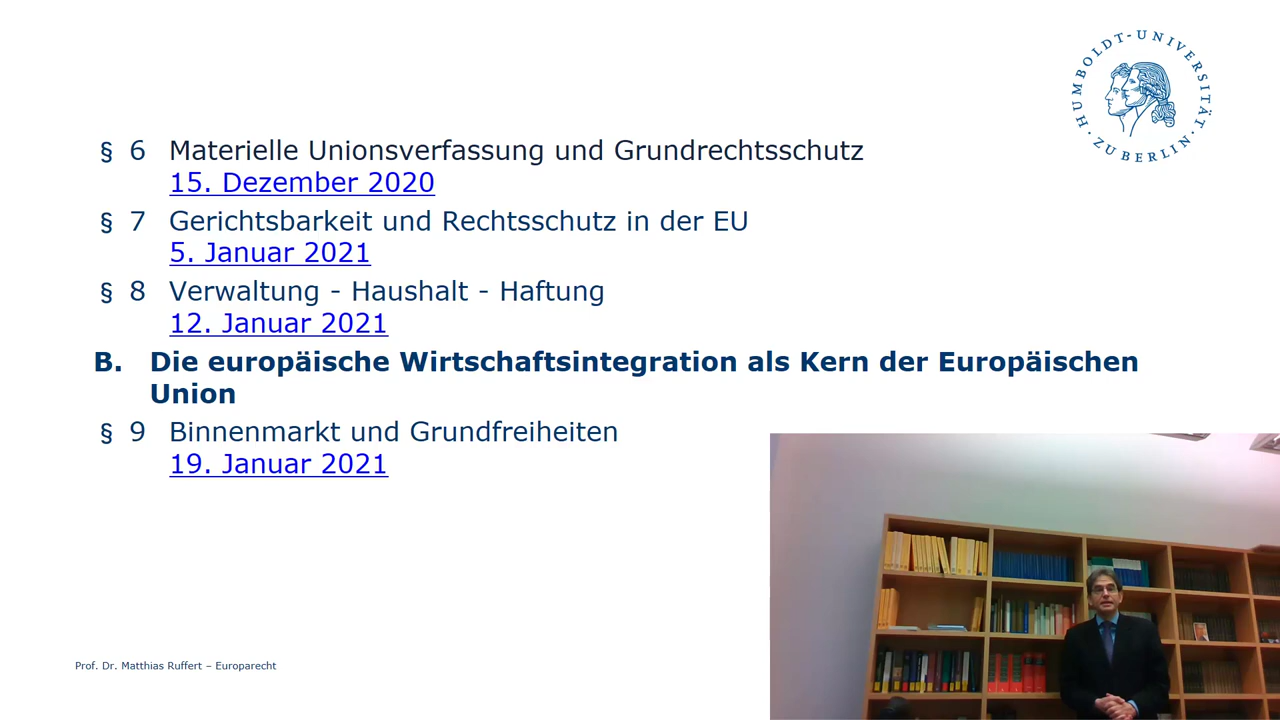 HUMBOLDT-UNIVERSITÄT ZU BERLIN
§ 6 Materielle Unionsverfassung und Grundrechtsschutz
15. Dezember 2020
§ 7 Gerichtsbarkeit und Rechtsschutz in der EU
5. Januar 2021
§ 8 Verwaltung - Haushalt - Haftung
12. Januar 2021
B. Die europäische Wirtschaftsintegration als Kern der Europäischen
Union
§ 9 Binnenmarkt und Grundfreiheiten
19. Januar 2021
Prof. Dr. Matthias Ruffert – Europarecht